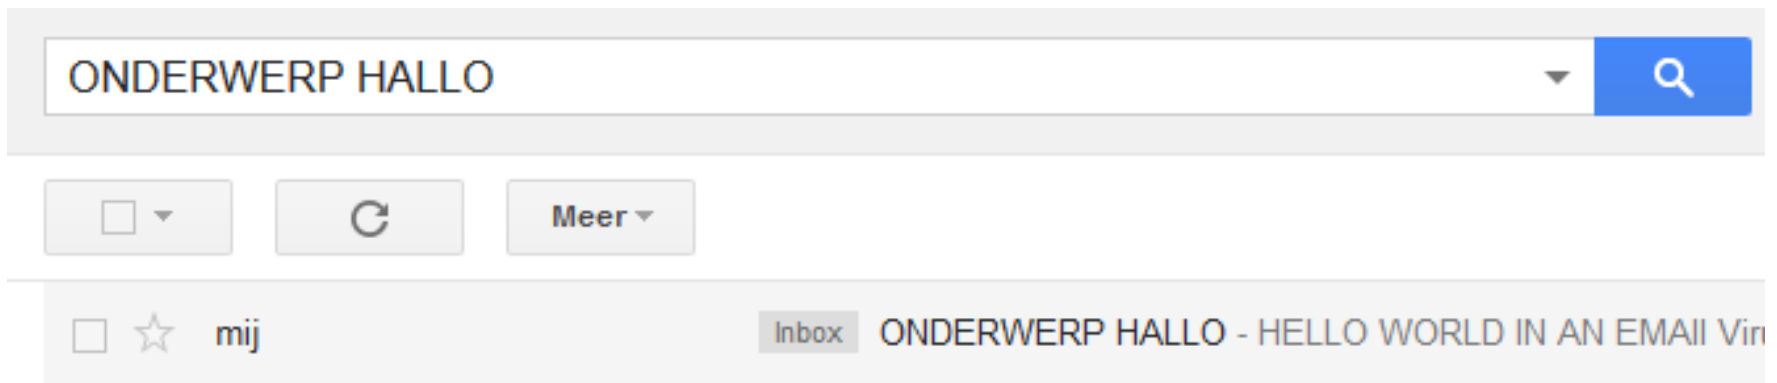 ONDERWERP HALLO
Meer
mij Inbox ONDERWERP HALLO - HELLO WORLD IN AN EMAIl